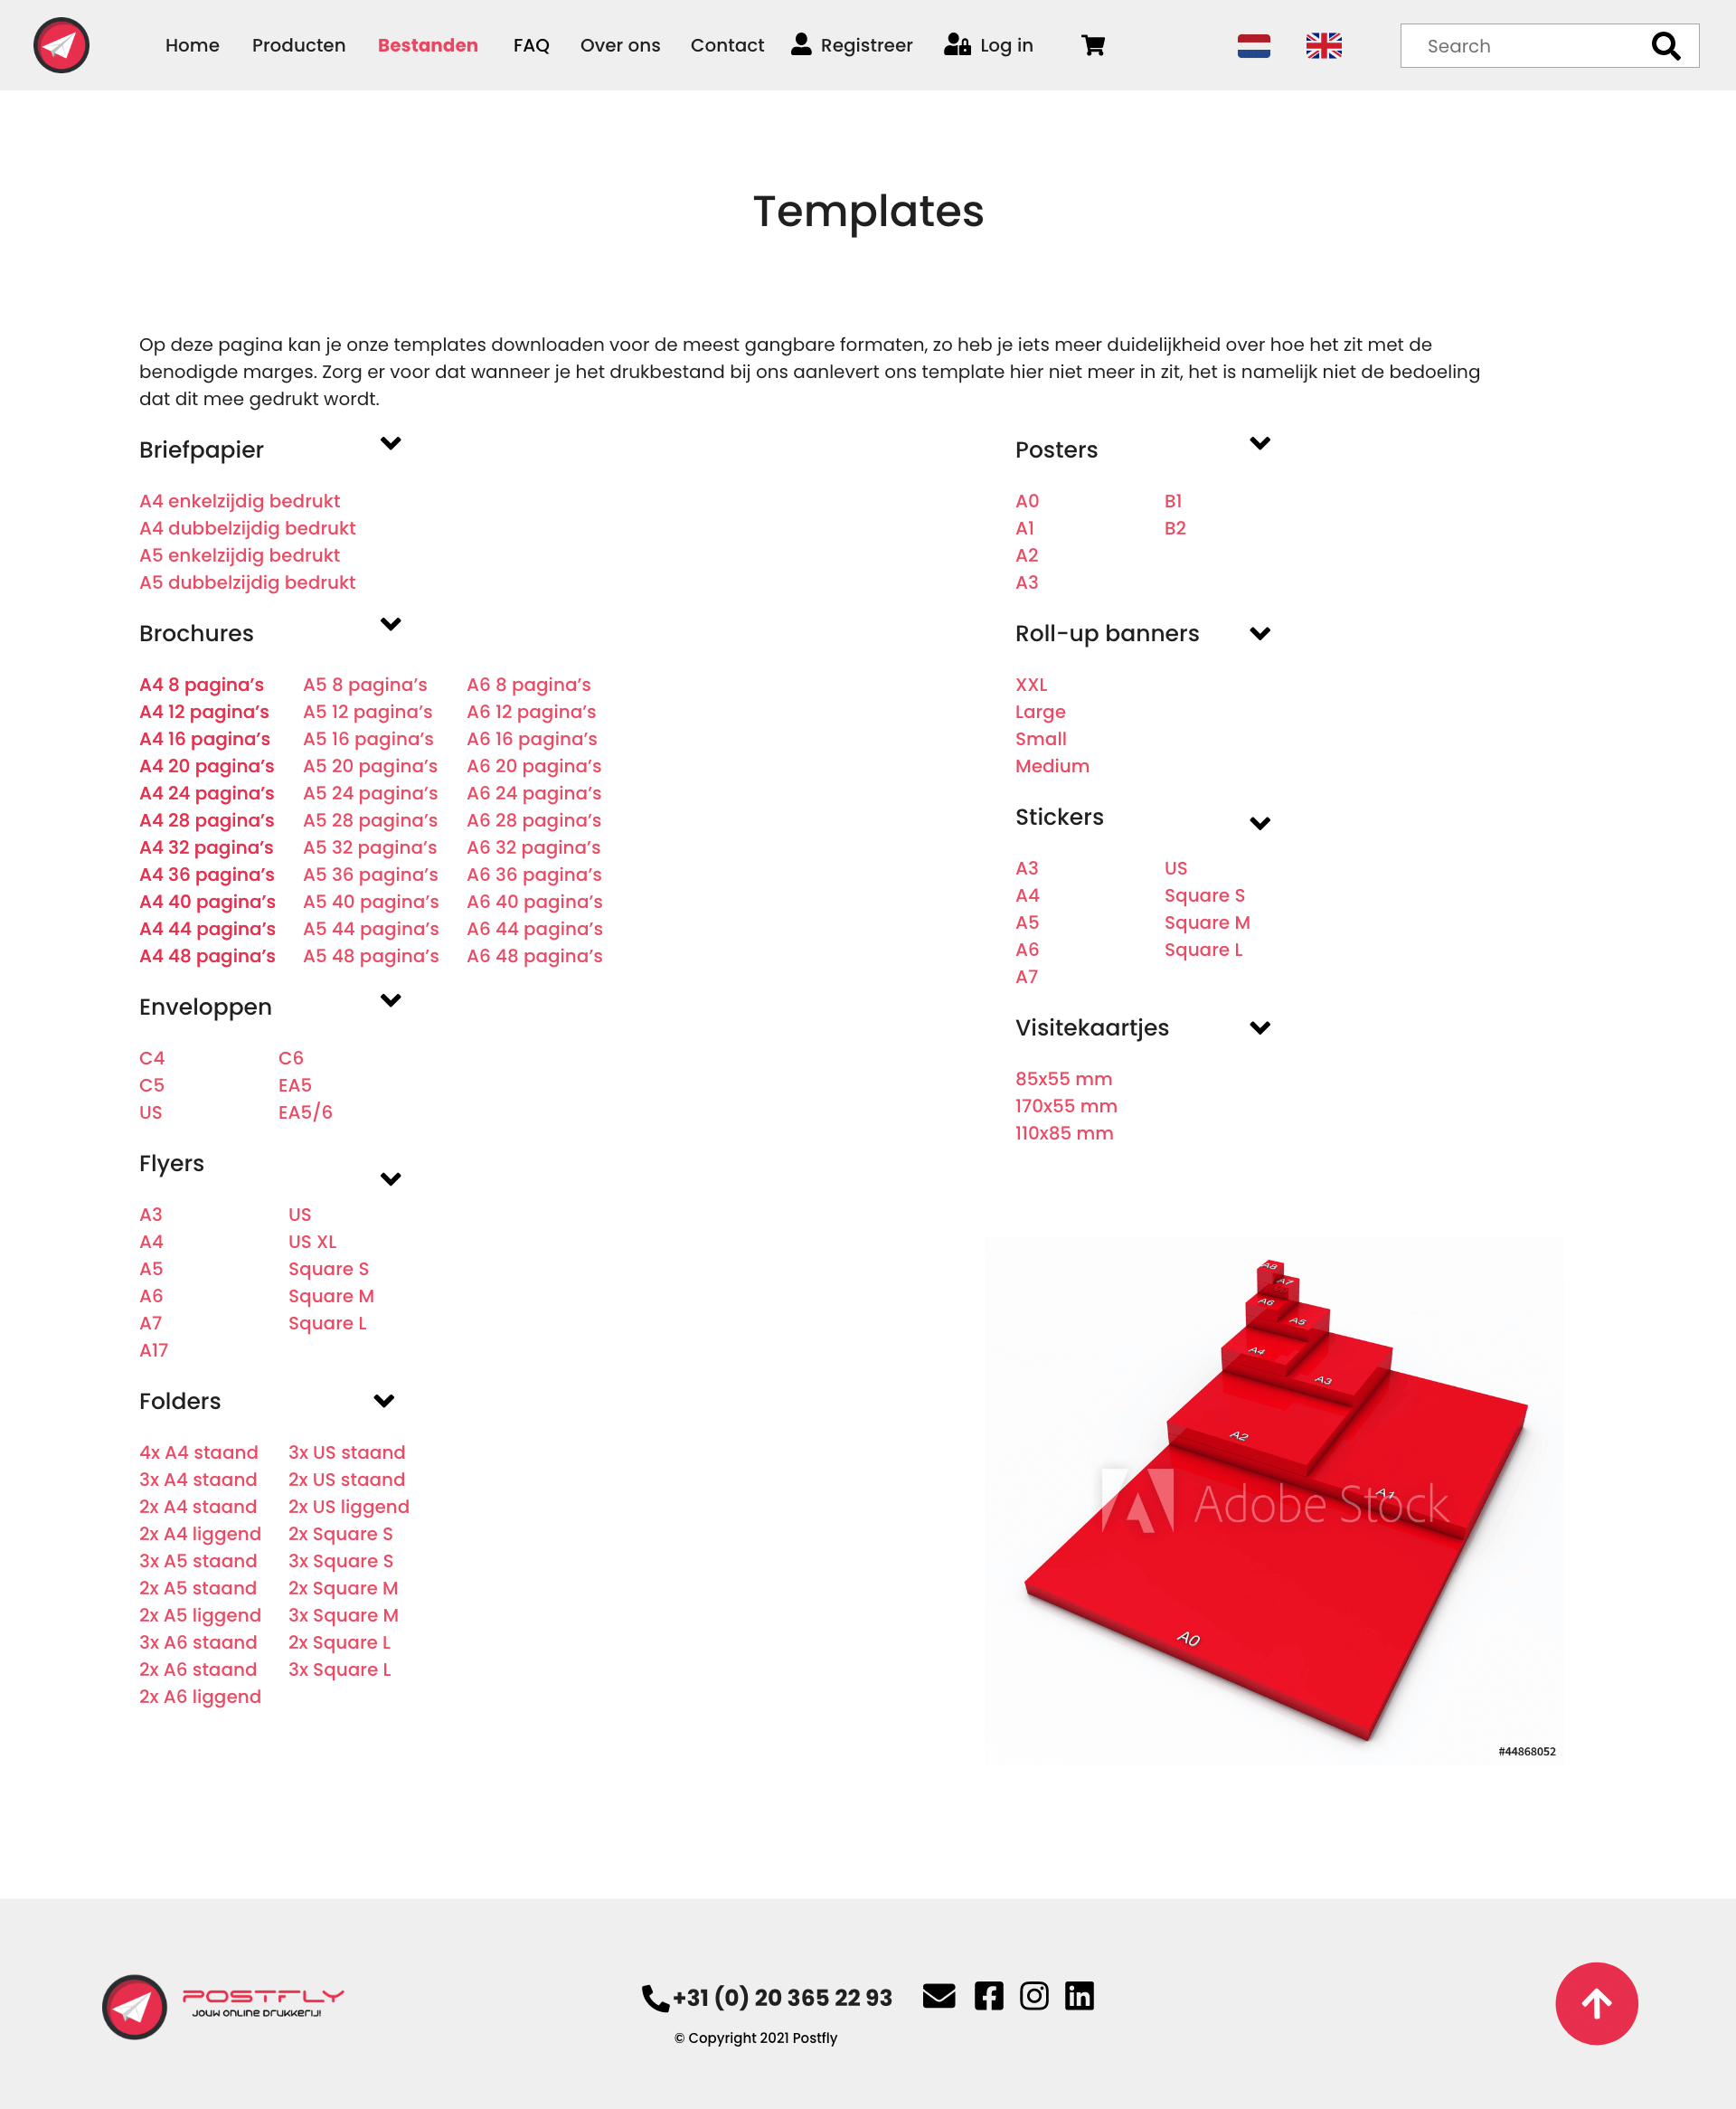 Home Producten Bestanden FAQ Over ons Contact Registreer Log in Search
Templates
Op deze pagina kan je onze templates downloaden voor de meest gangbare formaten, zo heb je iets meer duidelijkheid over hoe het zit met de
benodigde marges. Zorg er voor dat wanneer je het drukbestand bij ons aanlevert ons template hier niet meer in zit, het is namelijk niet de bedoeling
dat dit mee gedrukt wordt.
Briefpapier
A4 enkelzijdig bedrukt
A4 dubbelzijdig bedrukt
A5 enkelzijdig bedrukt
A5 dubbelzijdig bedrukt
Brochures
A4 8 pagina’s A5 8 pagina’s A6 8 pagina’s
A4 12 pagina’s A5 12 pagina’s A6 12 pagina’s
A4 16 pagina’s A5 16 pagina’s A6 16 pagina’s
A4 20 pagina’s A5 20 pagina’s A6 20 pagina’s
A4 24 pagina’s A5 24 pagina’s A6 24 pagina’s
A4 28 pagina’s A5 28 pagina’s A6 28 pagina’s
A4 32 pagina’s A5 32 pagina’s A6 32 pagina’s
A4 36 pagina’s A5 36 pagina’s A6 36 pagina’s
A4 40 pagina’s A5 40 pagina’s A6 40 pagina’s
A4 44 pagina’s A5 44 pagina’s A6 44 pagina’s
A4 48 pagina’s A5 48 pagina’s A6 48 pagina’s
Enveloppen
C4 C6
C5 EA5
US EA5/6
Flyers
A3 US
A4 US XL
A5 Square S
A6 Square M
A7 Square L
A17
Folders
4x A4 staand 3x US staand
3x A4 staand 2x US staand
2x A4 staand 2x US liggend
2x A4 liggend 2x Square S
3x A5 staand 3x Square S
2x A5 staand 2x Square M
2x A5 liggend 3x Square M
3x A6 staand 2x Square L
2x A6 staand 3x Square L
2x A6 liggend
Posters
A0 B1
A1 B2
A2
A3
Roll-up banners
XXL
Large
Small
Medium
Stickers
A3 US
A4 Square S
A5 Square M
A6 Square L
A7
Visitekaartjes
85x55 mm
170x55 mm
110x85 mm
A8
A7
A6
A5
A4
A3
A2
A1
Adobe Stock
A0
#44868052
POSTFLY
JOUW ONLINE DRUKKERIJ!
+31 (0) 20 365 22 93
© Copyright 2021 Postfly